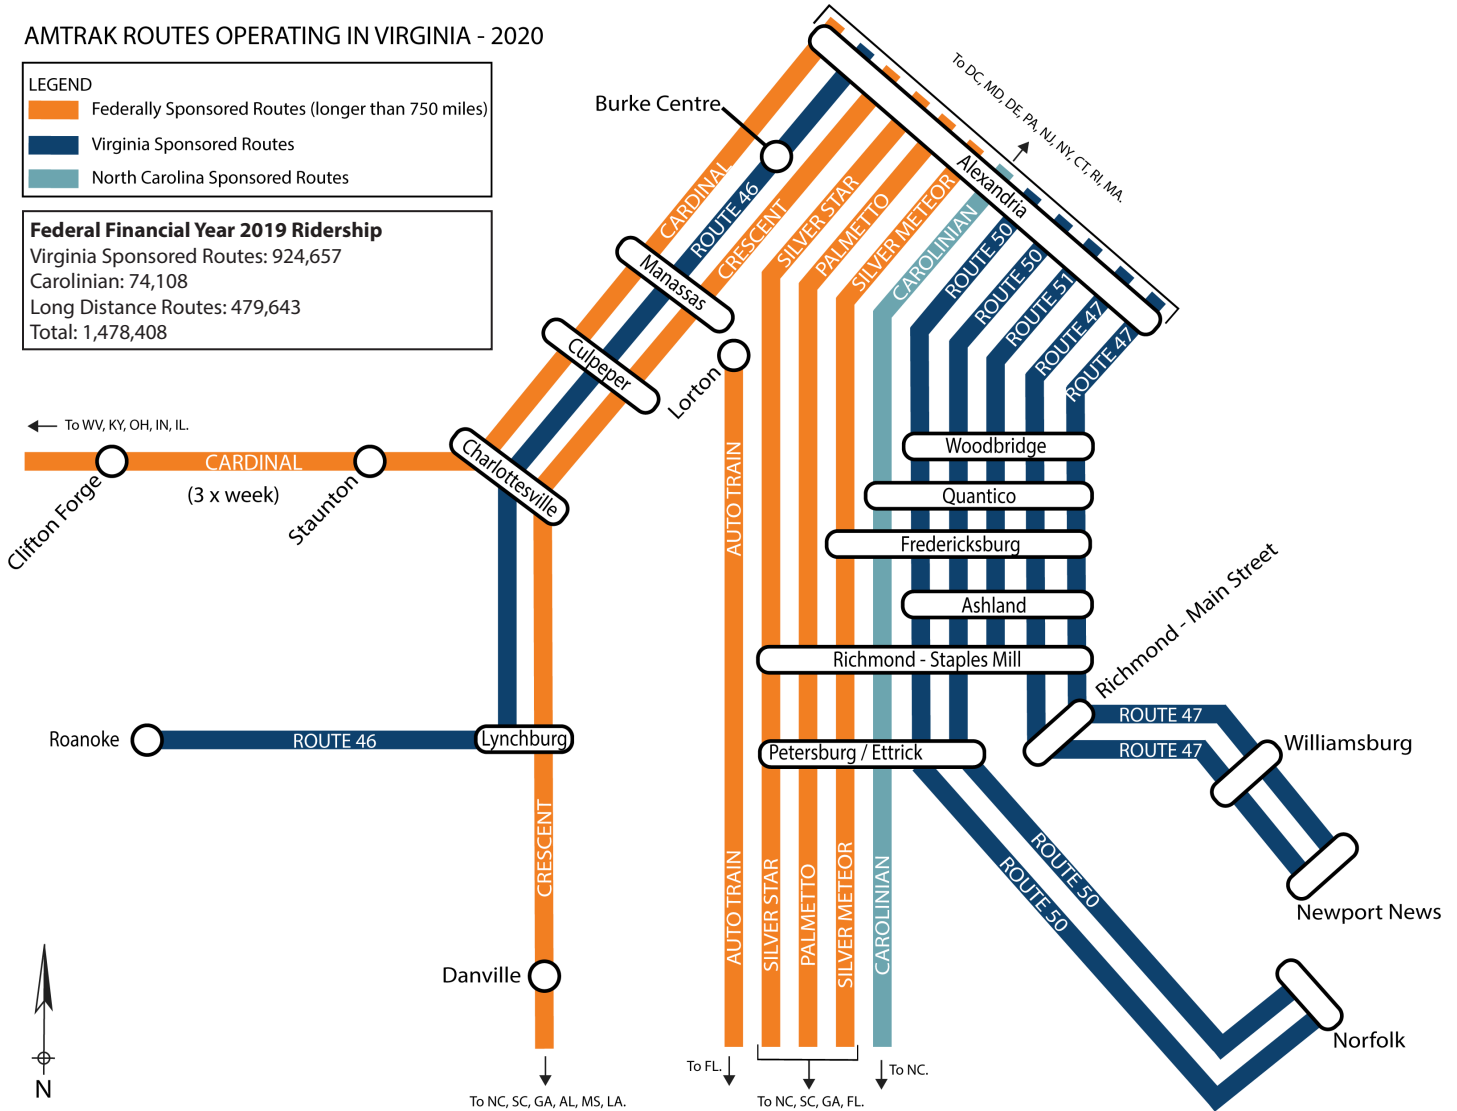 AMTRAK ROUTES OPERATING IN VIRGINIA - 2020
LEGEND
Federally Sponsored Routes (longer than 750 miles)
Virginia Sponsored Routes
North Carolina Sponsored Routes
Federal Financial Year 2019 Ridership
Virginia Sponsored Routes: 924,657
Carolinian: 74,108
Long Distance Routes: 479,643
Total: 1,478,408
To DC, MD, DE, PA, NJ, NY, CT, RI, MA.
Burke Centre
Alexandria
CARDINAL
ROUTE 46
CRESCENT
SILVER STAR
PALMETTO
SILVER METEOR
CAROLINIAN
ROUTE 50
ROUTE 50
ROUTE 51
ROUTE 47
ROUTE 47
Manassas
Culpeper
Lorton
Charlottesville
To WV, KY, OH, IN, IL.
CARDINAL
(3 x week)
Clifton Forge
Staunton
AUTO TRAIN
Woodbridge
Quantico
Fredericksburg
Ashland
Richmond - Staples Mill
Richmond - Main Street
Roanoke
ROUTE 46
Lynchburg
Petersburg / Ettrick
ROUTE 47
ROUTE 47
Williamsburg
Newport News
CRESCENT
AUTO TRAIN
SILVER STAR
PALMETTO
SILVER METEOR
CAROLINIAN
ROUTE 50
ROUTE 50
Danville
Norfolk
N
To NC, SC, GA, AL, MS, LA.
To FL.
To NC, SC, GA, FL.
To NC.